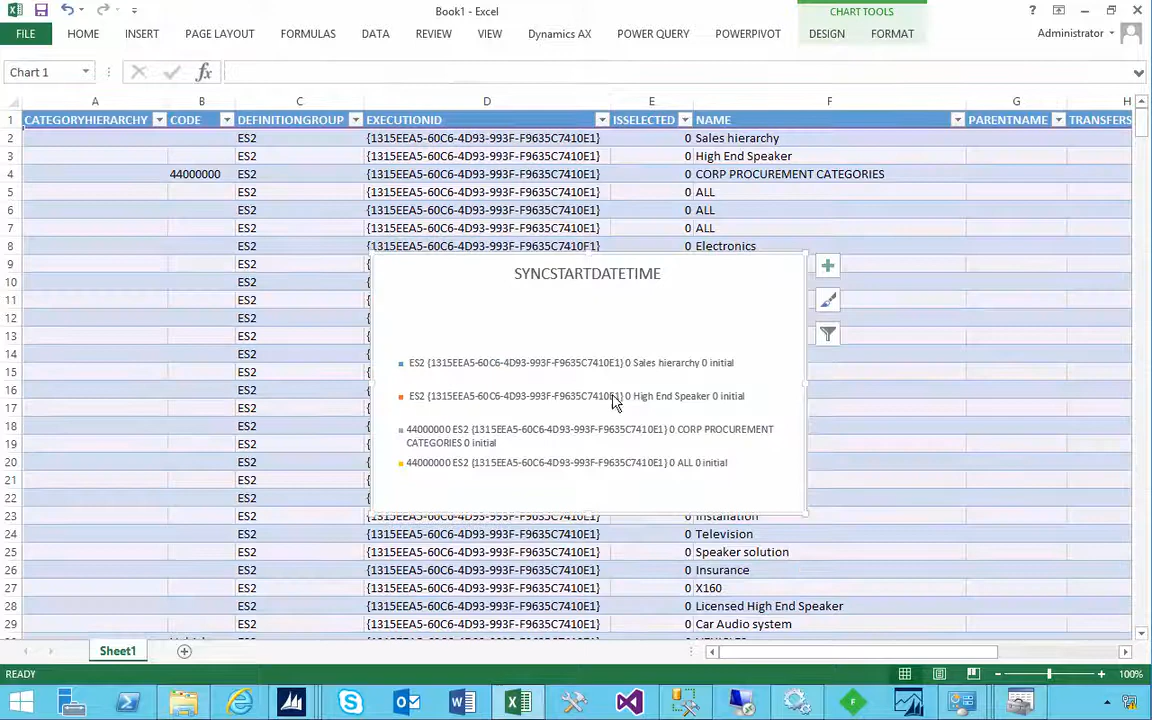 Book1 - Excel
CHART TOOLS
?
FILE HOME INSERT PAGE LAYOUT FORMULAS DATA REVIEW VIEW Dynamics AX POWER QUERY POWERPIVOT DESIGN FORMAT Administrator
Chart 1 fx
A B C D E F G H
1 CATEGORYHIERARCHY CODE DEFINITIONGROUP EXECUTIONID ISSELECTED NAME PARENTNAME TRANSFERS
2 ES2 {1315EEA5-60C6-4D93-993F-F9635C7410E1} 0 Sales hierarchy
3 ES2 {1315EEA5-60C6-4D93-993F-F9635C7410E1} 0 High End Speaker
4 44000000 ES2 {1315EEA5-60C6-4D93-993F-F9635C7410E1} 0 CORP PROCUREMENT CATEGORIES
5 ES2 {1315EEA5-60C6-4D93-993F-F9635C7410E1} 0 ALL
6 ES2 {1315EEA5-60C6-4D93-993F-F9635C7410E1} 0 ALL
7 ES2 {1315EEA5-60C6-4D93-993F-F9635C7410E1} 0 ALL
8 ES2 {1315EEA5-60C6-4D93-993F-F9635C7410E1} 0 Electronics
9 ES2
10 ES2
11 ES2
12 ES2
13 ES2
14 ES2
15 ES2
16 ES2
17 ES2
18 ES2
19 ES2
20 ES2
21 ES2
22 ES2
SYNCSTARTDATETIME
ES2 {1315EEA5-60C6-4D93-993F-F9635C7410E1} 0 Sales hierarchy 0 initial
ES2 {1315EEA5-60C6-4D93-993F-F9635C7410E1} 0 High End Speaker 0 initial
44000000 ES2 {1315EEA5-60C6-4D93-993F-F9635C7410E1} 0 CORP PROCUREMENT
CATEGORIES 0 initial
44000000 ES2 {1315EEA5-60C6-4D93-993F-F9635C7410E1} 0 ALL 0 initial
23 ES2 {1315EEA5-60C6-4D93-993F-F9635C7410E1} 0 Installation
24 ES2 {1315EEA5-60C6-4D93-993F-F9635C7410E1} 0 Television
25 ES2 {1315EEA5-60C6-4D93-993F-F9635C7410E1} 0 Speaker solution
26 ES2 {1315EEA5-60C6-4D93-993F-F9635C7410E1} 0 Insurance
27 ES2 {1315EEA5-60C6-4D93-993F-F9635C7410E1} 0 X160
28 ES2 {1315EEA5-60C6-4D93-993F-F9635C7410E1} 0 Licensed High End Speaker
29 ES2 {1315EEA5-60C6-4D93-993F-F9635C7410E1} 0 Car Audio system
Sheet1
READY 100%